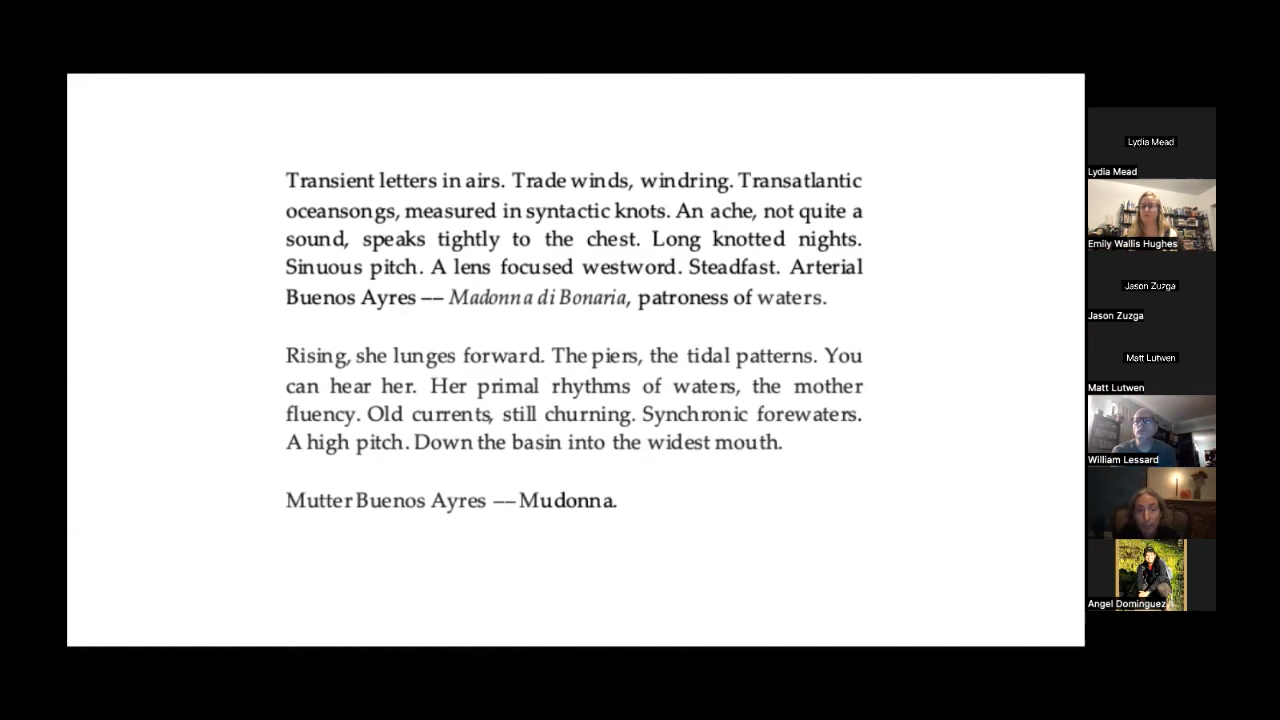 Transient letters in airs. Trade winds, windring. Transatlantic
oceansongs, measured in syntactic knots. An ache, not quite a
sound, speaks tightly to the chest. Long knotted nights.
Sinuous pitch. A lens focused westword. Steadfast. Arterial
Buenos Ayres — Madonna di Bonaria, patroness of waters.
Rising, she lunges forward. The piers, the tidal patterns. You
can hear her. Her primal rhythms of waters, the mother
fluency. Old currents, still churning. Synchronic forewaters.
A high pitch. Down the basin into the widest mouth.
Mutter Buenos Ayres — Mudonna.
Lydia Mead
Lydia Mead
Emily Wallis Hughes
Jason Zuzga
Jason Zuzga
Matt Lutwen
Matt Lutwen
William Lessard
Angel Dominguez